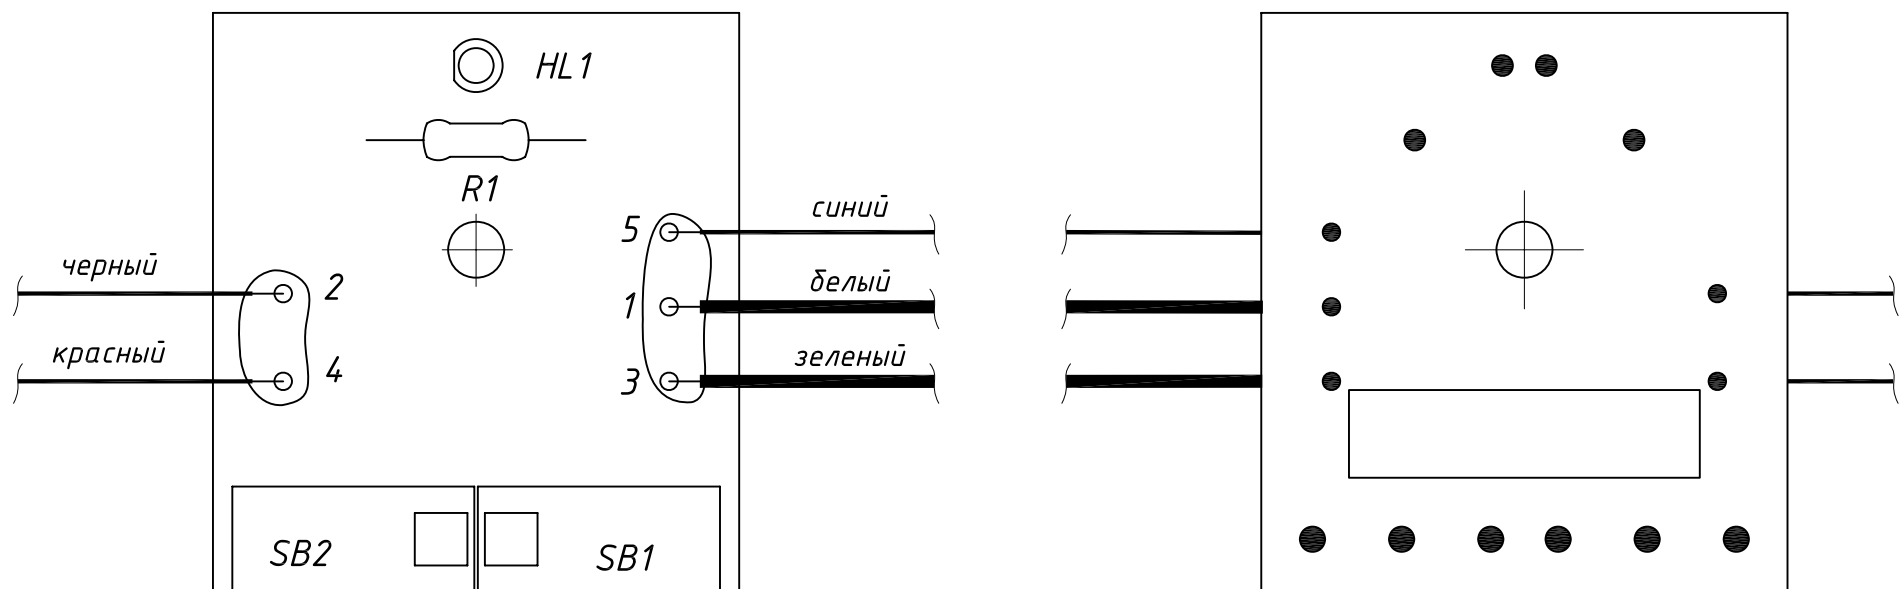 HL1
R1
5
синий
черный
2
1
белый
красный
4
3
зеленый
SB2
SB1